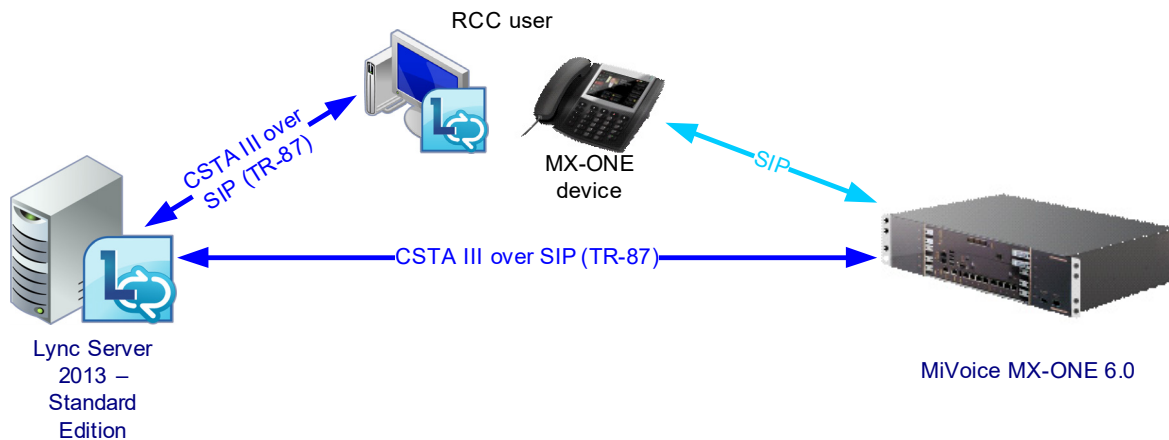 RCC user
CSTA III over
SIP (TR-87)
MX-ONE
device
SIP
CSTA III over SIP (TR-87)
Lync Server
2013 –
Standard
Edition
MiVoice MX-ONE 6.0